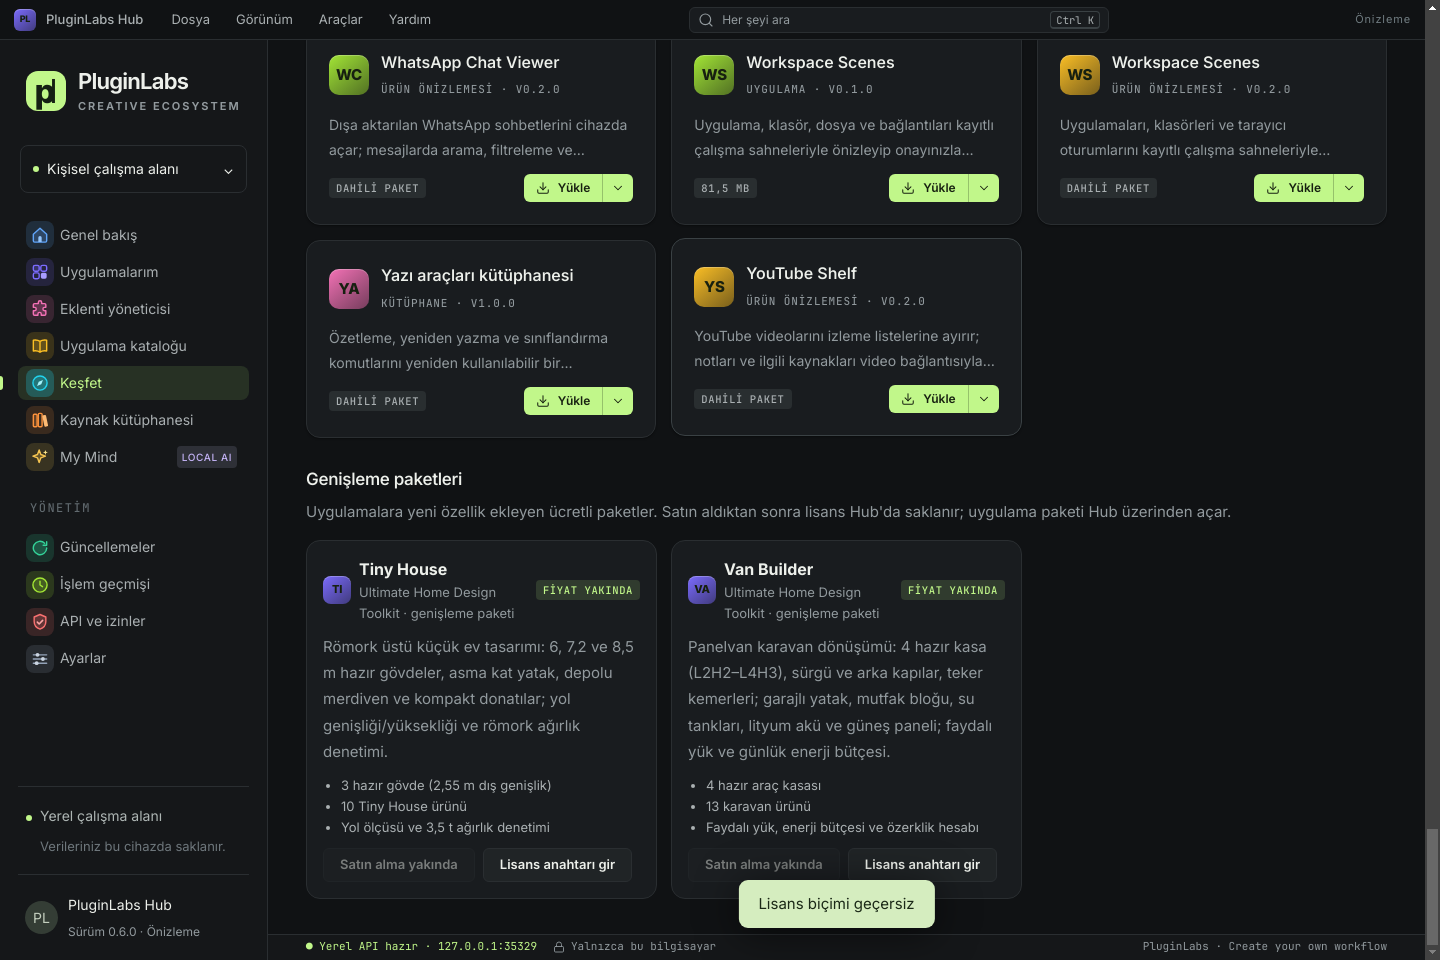 PL PluginLabs Hub Dosya Görünüm Araçlar Yardım Her şeyi ara Ctrl K Önizleme
PluginLabs
CREATIVE ECOSYSTEM
Kişisel çalışma alanı
Genel bakış
Uygulamalarım
Eklenti yöneticisi
Uygulama kataloğu
Keşfet
Kaynak kütüphanesi
My Mind LOCAL AI
YÖNETİM
Güncellemeler
İşlem geçmişi
API ve izinler
Ayarlar
Yerel çalışma alanı
Verileriniz bu cihazda saklanır.
PL PluginLabs Hub
Sürüm 0.6.0 · Önizleme
WC WhatsApp Chat Viewer
ÜRÜN ÖNİZLEMESİ · V0.2.0
Dışa aktarılan WhatsApp sohbetlerini cihazda
açar; mesajlarda arama, filtreleme ve...
DAHİLİ PAKET Yükle
WS Workspace Scenes
UYGULAMA · V0.1.0
Uygulama, klasör, dosya ve bağlantıları kayıtlı
çalışma sahneleriyle önizleyip onayınızla...
81,5 MB Yükle
WS Workspace Scenes
ÜRÜN ÖNİZLEMESİ · V0.2.0
Uygulamaları, klasörleri ve tarayıcı
oturumlarını kayıtlı çalışma sahneleriyle...
DAHİLİ PAKET Yükle
YA Yazı araçları kütüphanesi
KÜTÜPHANE · V1.0.0
Özetleme, yeniden yazma ve sınıflandırma
komutlarını yeniden kullanılabilir bir...
DAHİLİ PAKET Yükle
YS YouTube Shelf
ÜRÜN ÖNİZLEMESİ · V0.2.0
YouTube videolarını izleme listelerine ayırır;
notları ve ilgili kaynakları video bağlantısıyla...
DAHİLİ PAKET Yükle
Genişleme paketleri
Uygulamalara yeni özellik ekleyen ücretli paketler. Satın aldıktan sonra lisans Hub'da saklanır; uygulama paketi Hub üzerinden açar.
TI Tiny House
Ultimate Home Design
Toolkit · genişleme paketi
FİYAT YAKINDA
Römork üstü küçük ev tasarımı: 6, 7,2 ve 8,5
m hazır gövdeler, asma kat yatak, depolu
merdiven ve kompakt donatılar; yol
genişliği/yüksekliği ve römork ağırlık
denetimi.
• 3 hazır gövde (2,55 m dış genişlik)
• 10 Tiny House ürünü
• Yol ölçüsü ve 3,5 t ağırlık denetimi
Satın alma yakında Lisans anahtarı gir
VA Van Builder
Ultimate Home Design
Toolkit · genişleme paketi
FİYAT YAKINDA
Panelvan karavan dönüşümü: 4 hazır kasa
(L2H2–L4H3), sürgü ve arka kapılar, teker
kemerleri; garajlı yatak, mutfak bloğu, su
tankları, lityum akü ve güneş paneli; faydalı
yük ve günlük enerji bütçesi.
• 4 hazır araç kasası
• 13 karavan ürünü
• Faydalı yük, enerji bütçesi ve özerklik hesabı
Satın alma yakında Lisans anahtarı gir
Lisans biçimi geçersiz
Yerel API hazır · 127.0.0.1:35329 Yalnızca bu bilgisayar PluginLabs · Create your own workflow